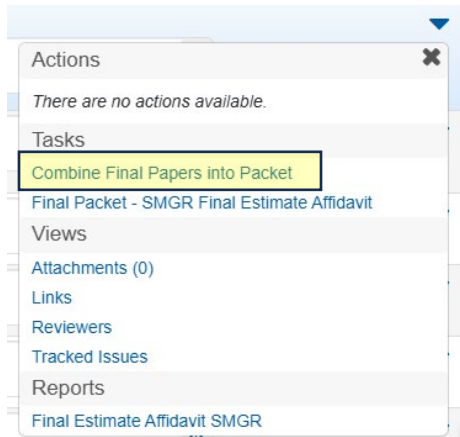 Actions
There are no actions available.
Tasks
Combine Final Papers into Packet
Final Packet - SMGR Final Estimate Affidavit
Views
Attachments (0)
Links
Reviewers
Tracked Issues
Reports
Final Estimate Affidavit SMGR